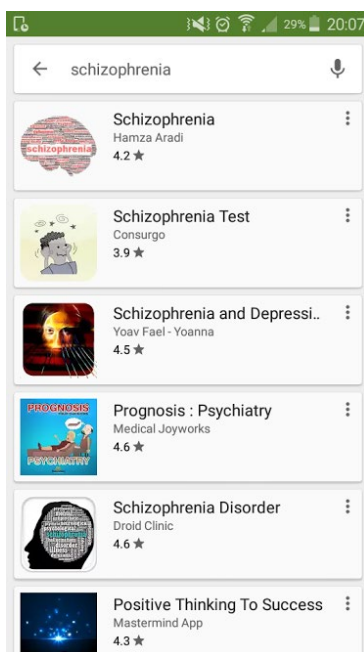 29% 20:07
schizophrenia
schizophrenia
Schizophrenia
Hamza Aradi
4.2 ★
Schizophrenia Test
Consurgo
3.9 ★
Schizophrenia and Depressi..
Yoav Fael - Yoanna
4.5 ★
PROGNOSIS
PSYCHIATRY
Prognosis : Psychiatry
Medical Joyworks
4.6 ★
Schizophrenia Disorder
Droid Clinic
4.6 ★
Positive Thinking To Success
Mastermind App
4.3 ★